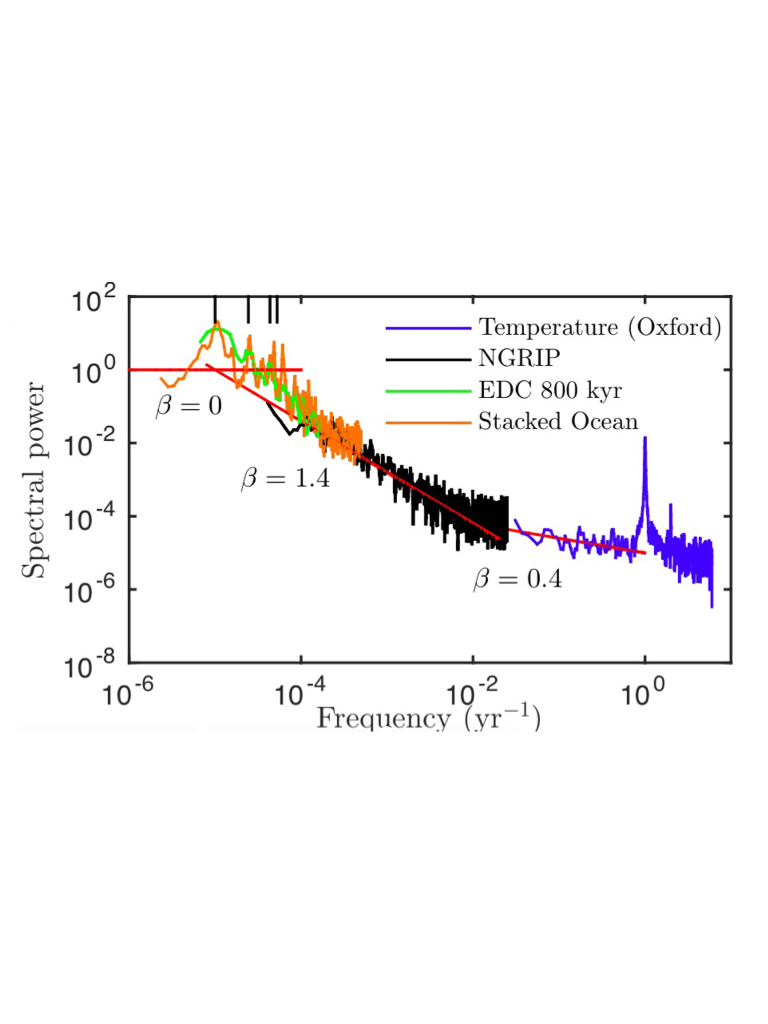 10^2
10^0
10^-2
10^-4
10^-6
10^-8
Spectral power
Temperature (Oxford)
NGRIP
EDC 800 kyr
Stacked Ocean
β = 0
β = 1.4
β = 0.4
10^-6
10^-4
10^-2
10^0
Frequency (yr^−1)